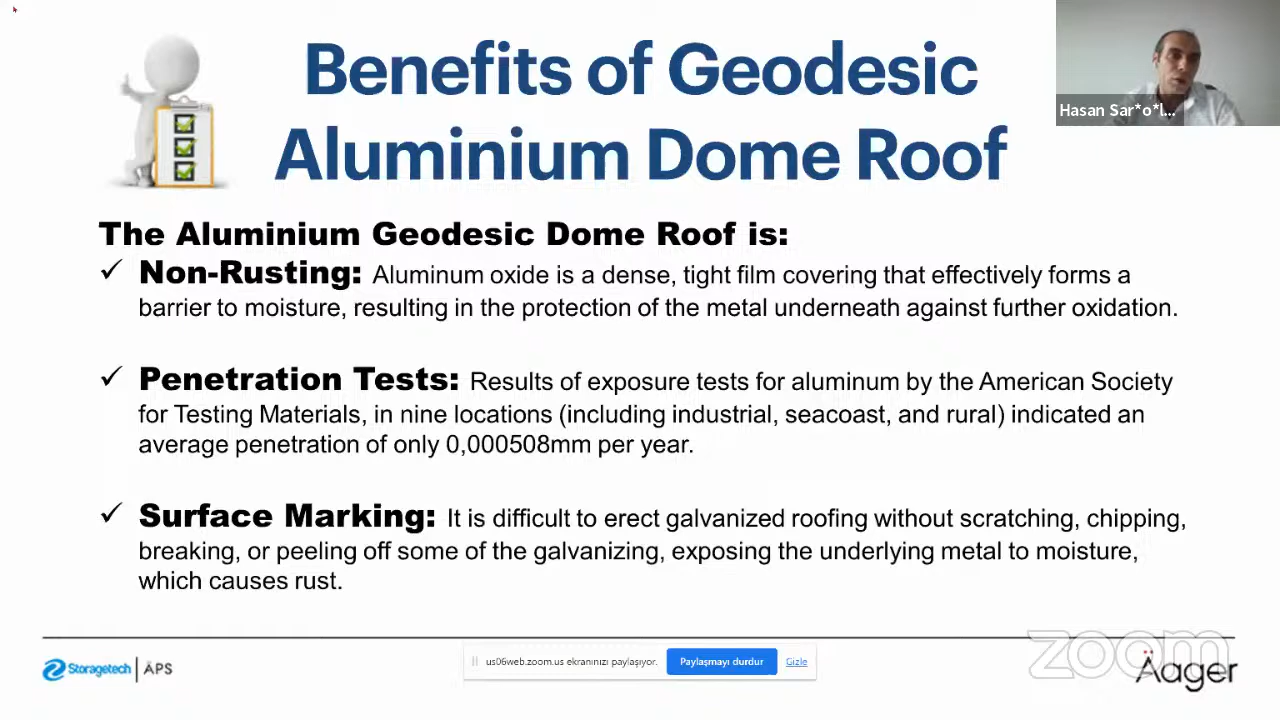 Benefits of Geodesic
Aluminium Dome Roof
Hasan Sar*o*l...
The Aluminium Geodesic Dome Roof is:
✓ Non-Rusting: Aluminum oxide is a dense, tight film covering that effectively forms a
barrier to moisture, resulting in the protection of the metal underneath against further oxidation.
✓ Penetration Tests: Results of exposure tests for aluminum by the American Society
for Testing Materials, in nine locations (including industrial, seacoast, and rural) indicated an
average penetration of only 0,000508mm per year.
✓ Surface Marking: It is difficult to erect galvanized roofing without scratching, chipping,
breaking, or peeling off some of the galvanizing, exposing the underlying metal to moisture,
which causes rust.
Storagetech | ÄPS
us06web.zoom.us ekranınızı paylaşıyor. Paylaşmayı durdur Gizle
zoom
Äager